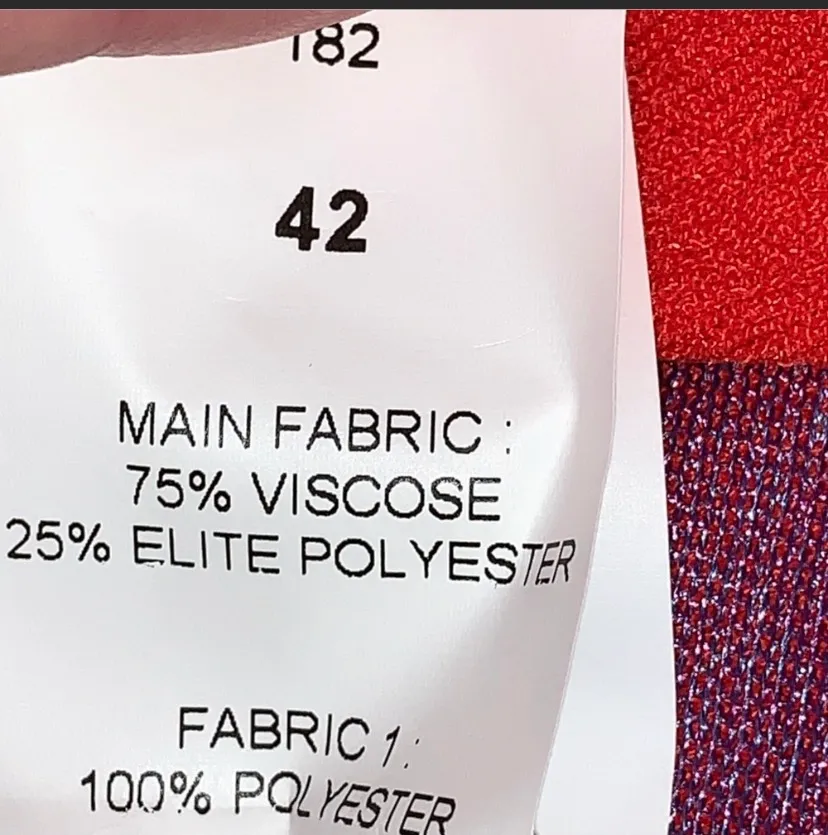 182
42
MAIN FABRIC :
75% VISCOSE
25% ELITE POLYESTER
FABRIC 1 :
100% POLYESTER